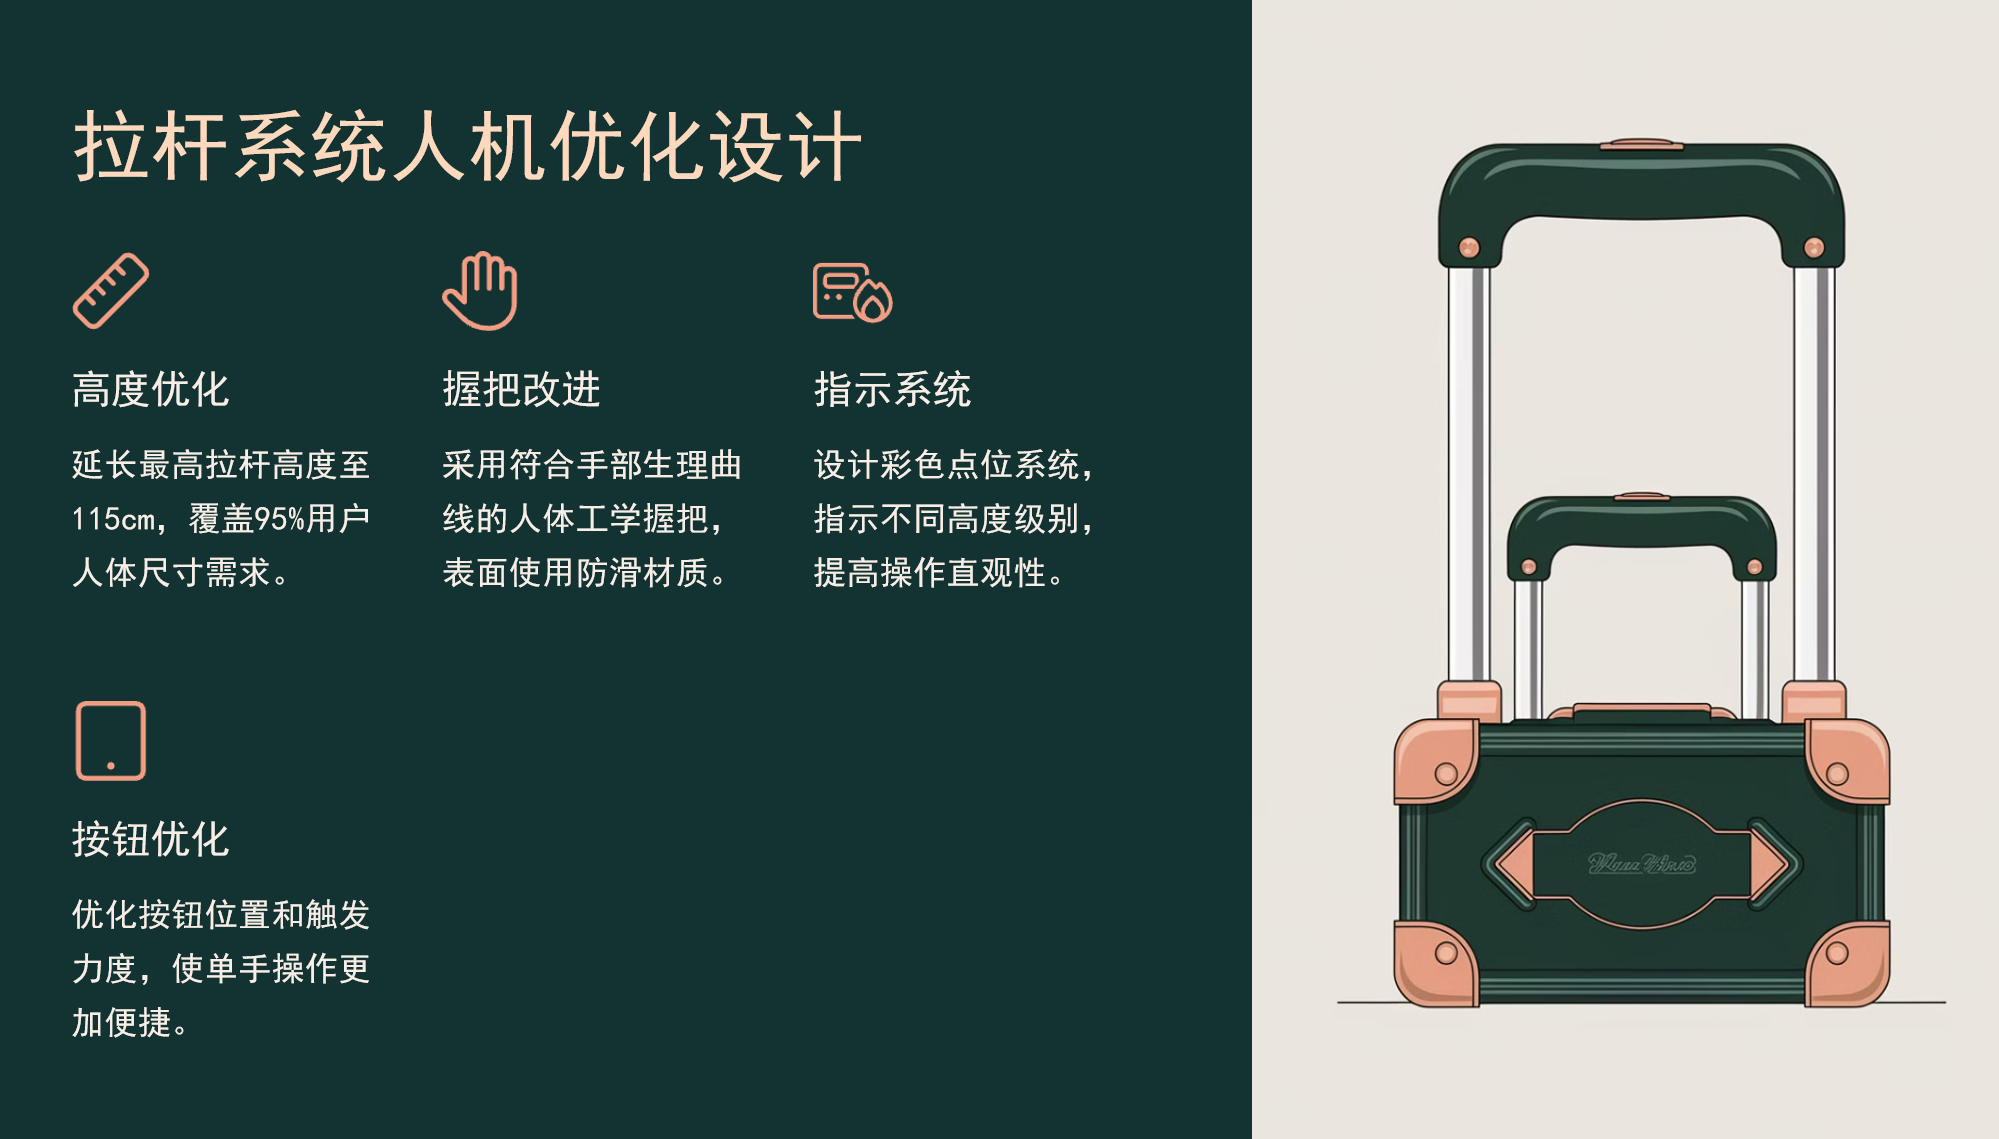 拉杆系统人机优化设计
高度优化
延长最高拉杆高度至
115cm，覆盖95%用户
人体尺寸需求。
握把改进
采用符合手部生理曲
线的人体工学握把，
表面使用防滑材质。
指示系统
设计彩色点位系统，
指示不同高度级别，
提高操作直观性。
按钮优化
优化按钮位置和触发
力度，使单手操作更
加便捷。